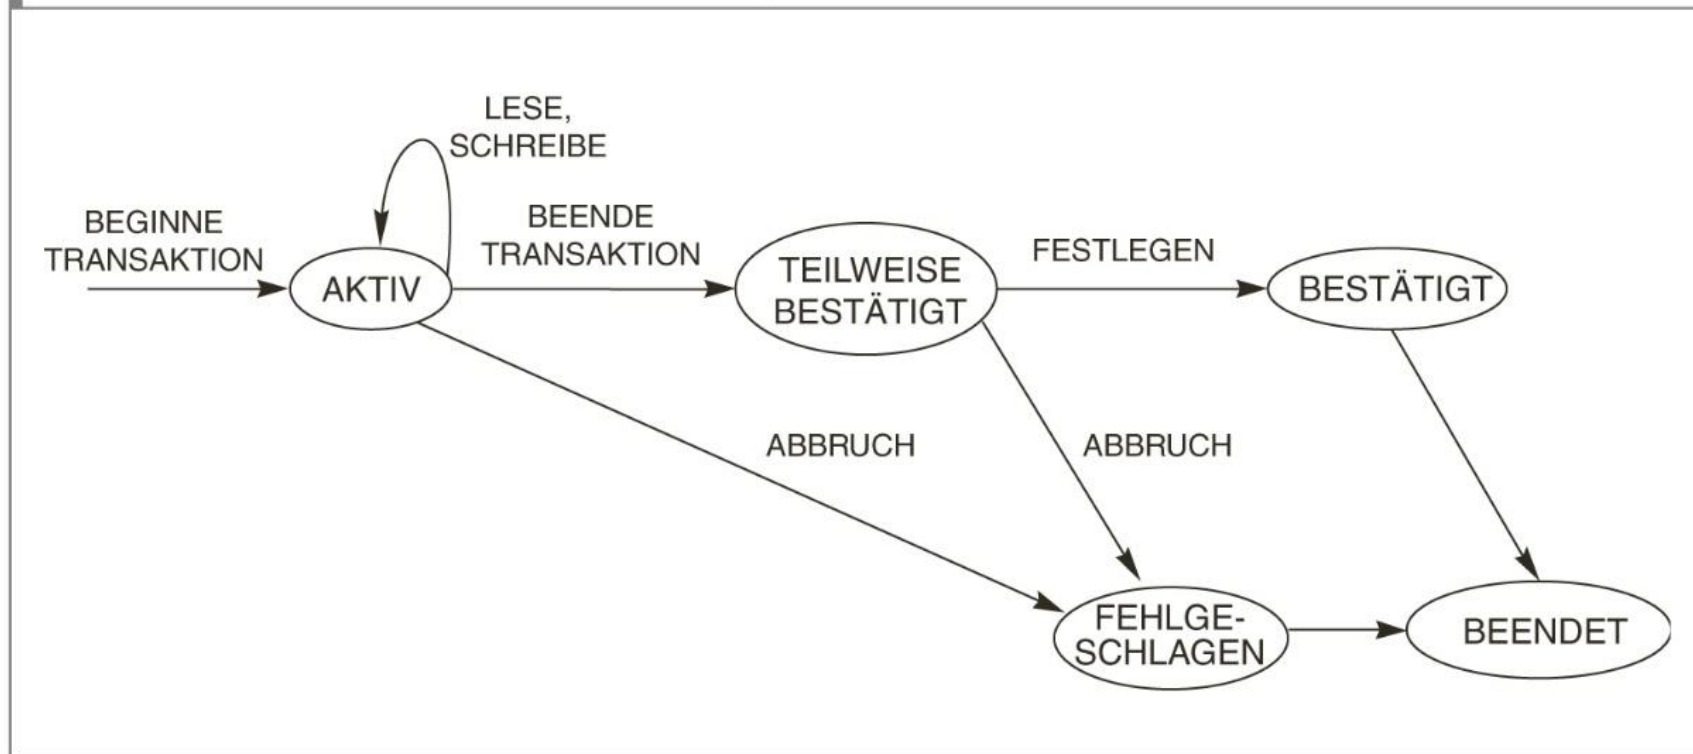 LESE,
SCHREIBE
BEGINNE
TRANSAKTION
BEENDE
TRANSAKTION
FESTLEGEN
AKTIV
TEILWEISE
BESTÄTIGT
BESTÄTIGT
ABBRUCH
ABBRUCH
FEHLGE-
SCHLAGEN
BEENDET